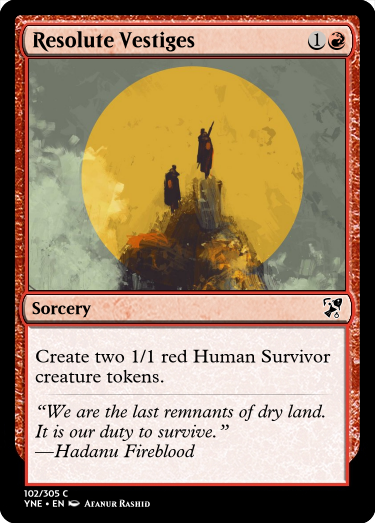 Resolute Vestiges 1
Sorcery
Create two 1/1 red Human Survivor
creature tokens.
“We are the last remnants of dry land.
It is our duty to survive.”
—Hadanu Fireblood
102/305 C
YNE • EN Afanur Rashid